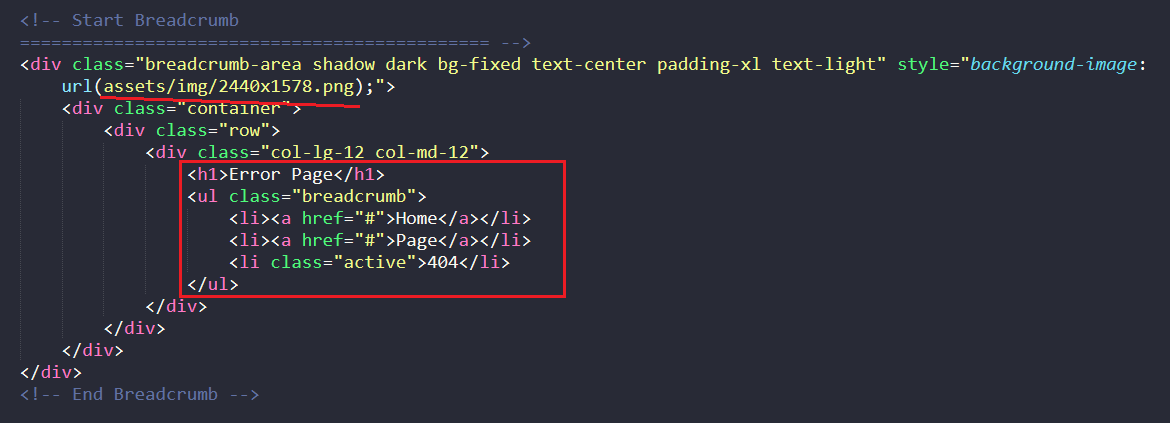 <!-- Start Breadcrumb
============================================= -->
<div class="breadcrumb-area shadow dark bg-fixed text-center padding-xl text-light" style="background-image:
url(assets/img/2440x1578.png);">
<div class="container">
<div class="row">
<div class="col-lg-12 col-md-12">
<h1>Error Page</h1>
<ul class="breadcrumb">
<li><a href="#">Home</a></li>
<li><a href="#">Page</a></li>
<li class="active">404</li>
</ul>
</div>
</div>
</div>
</div>
<!-- End Breadcrumb -->